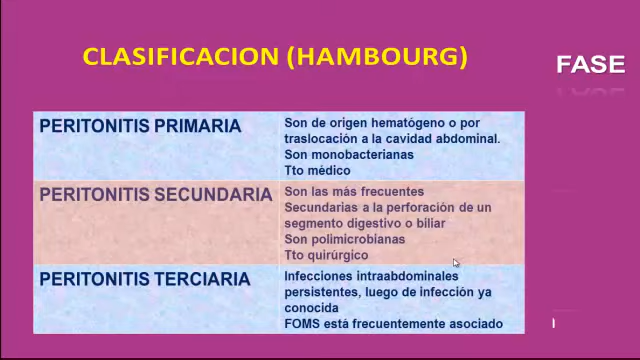 CLASIFICACION (HAMBOURG)
FASE
PERITONITIS PRIMARIA
Son de origen hematógeno o por
traslocación a la cavidad abdominal.
Son monobacterianas
Tto médico
PERITONITIS SECUNDARIA
Son las más frecuentes
Secundarias a la perforación de un
segmento digestivo o biliar
Son polimicrobianas
Tto quirúrgico
PERITONITIS TERCIARIA
Infecciones intraabdominales
persistentes, luego de infección ya
conocida
FOMS está frecuentemente asociado